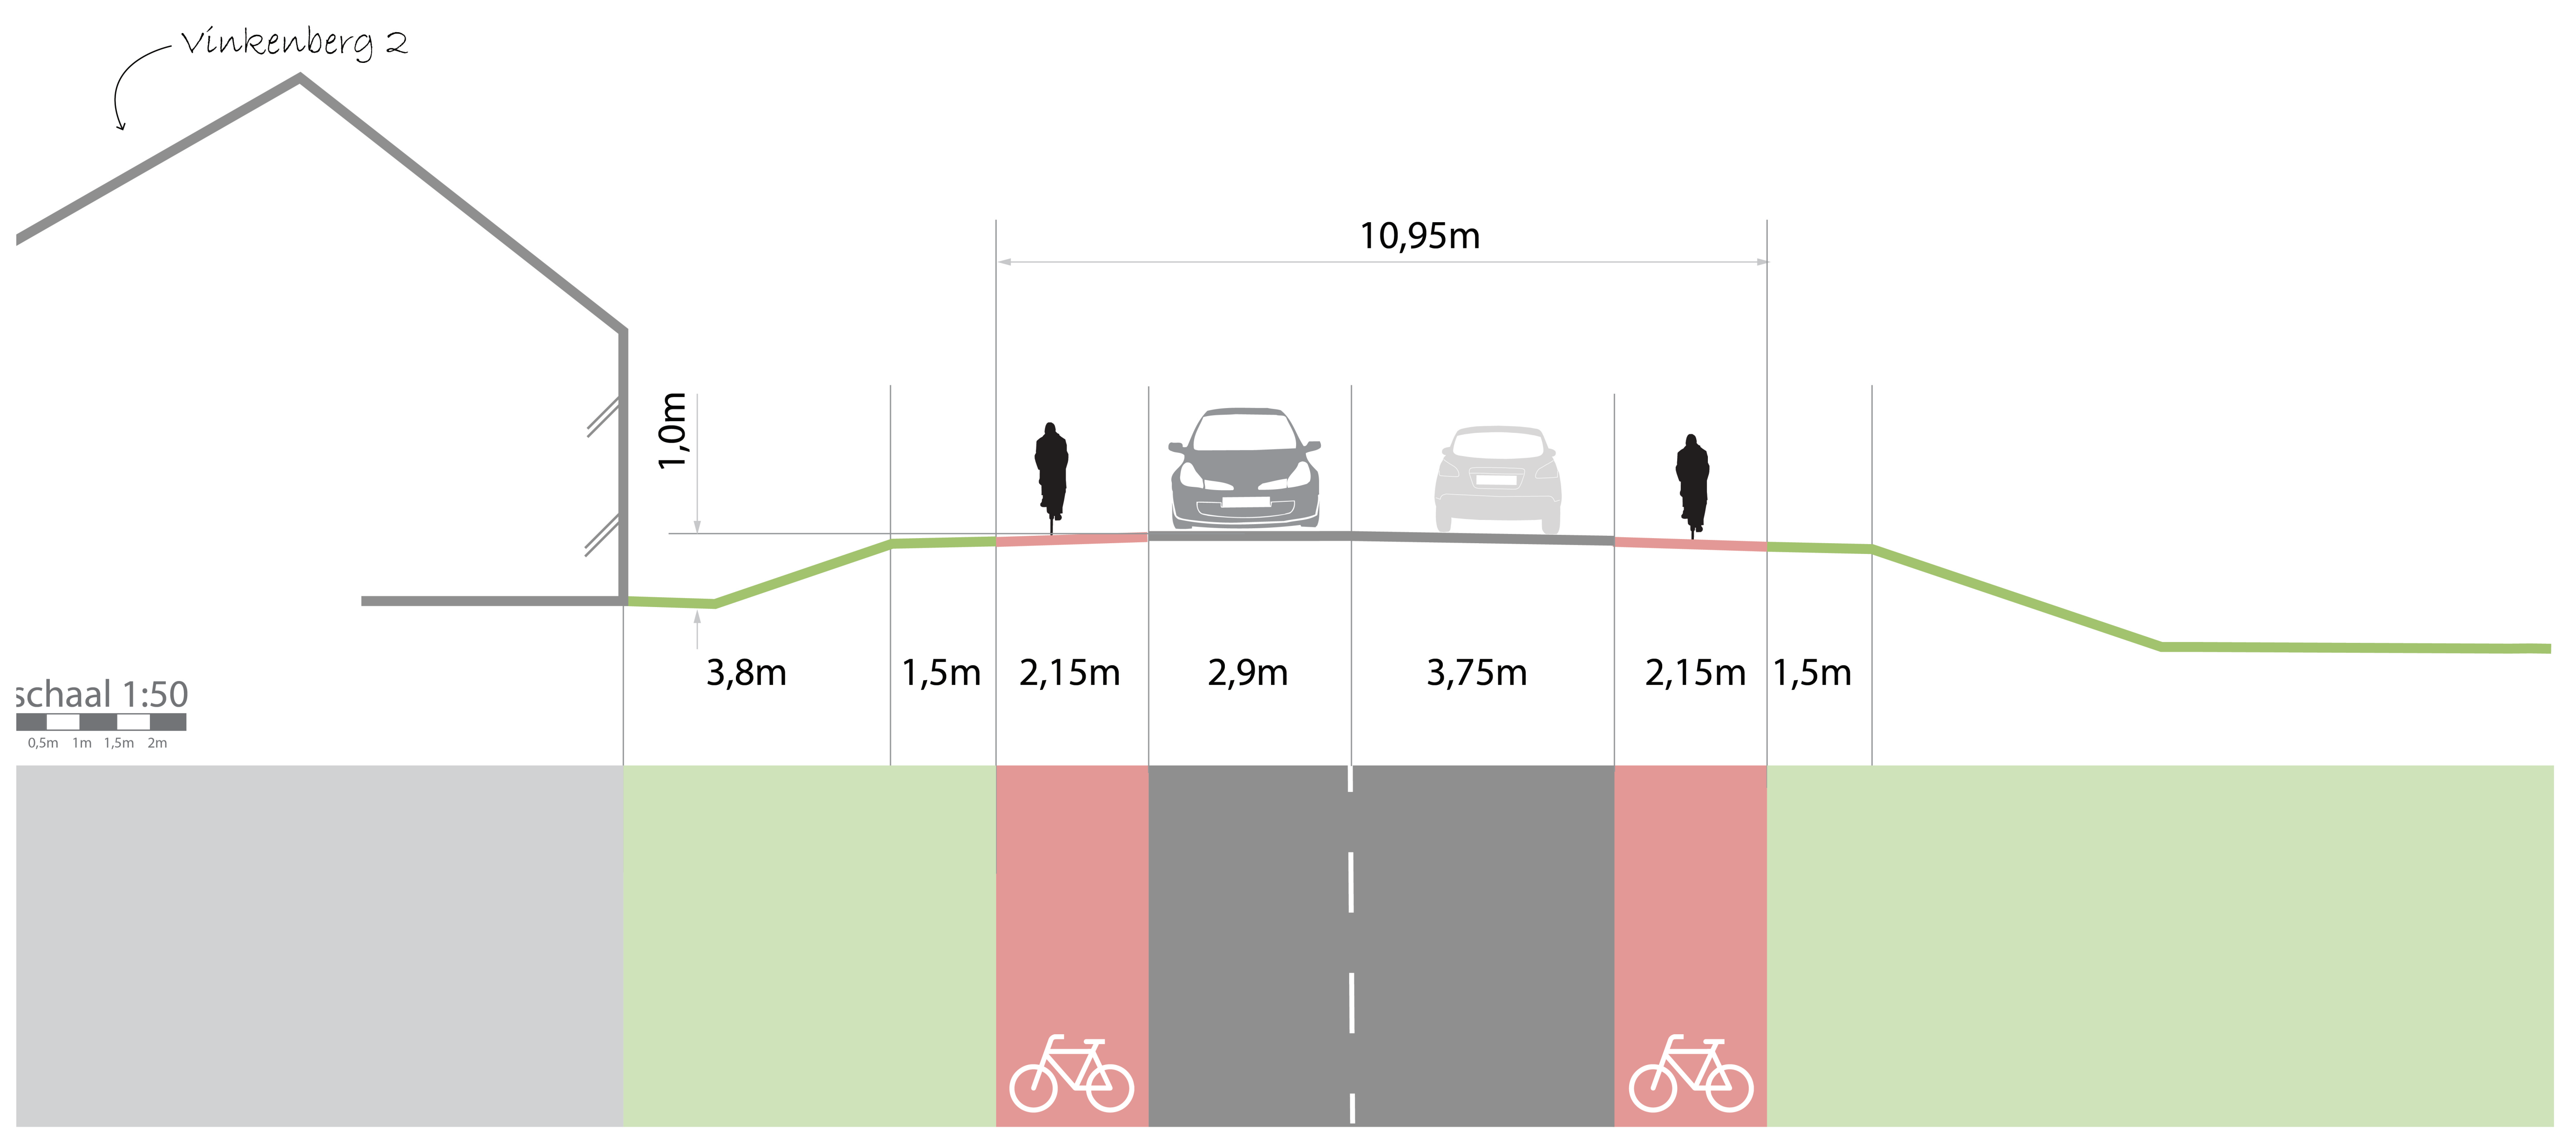 Vinkenberg 2
10,95m
1,0m
3,8m 1,5m 2,15m 2,9m 3,75m 2,15m 1,5m
schaal 1:50
0,5m 1m 1,5m 2m